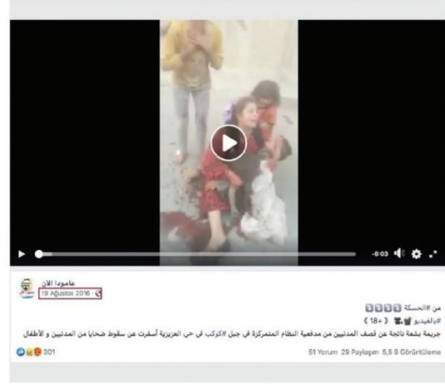 -0:03
عامودا الآن
19 Ağustos 2016
من #الحسكة
#بالفيديو ( +18 )
جريمة بشعة ناتجة عن قصف المدنيين من مدفعية النظام المتمركزة في جبل #كوكب في حي العزيزية أسفرت عن سقوط ضحايا من المدنيين و الأطفال
301
51 Yorum 29 Paylaşım 5,5 B Görüntüleme